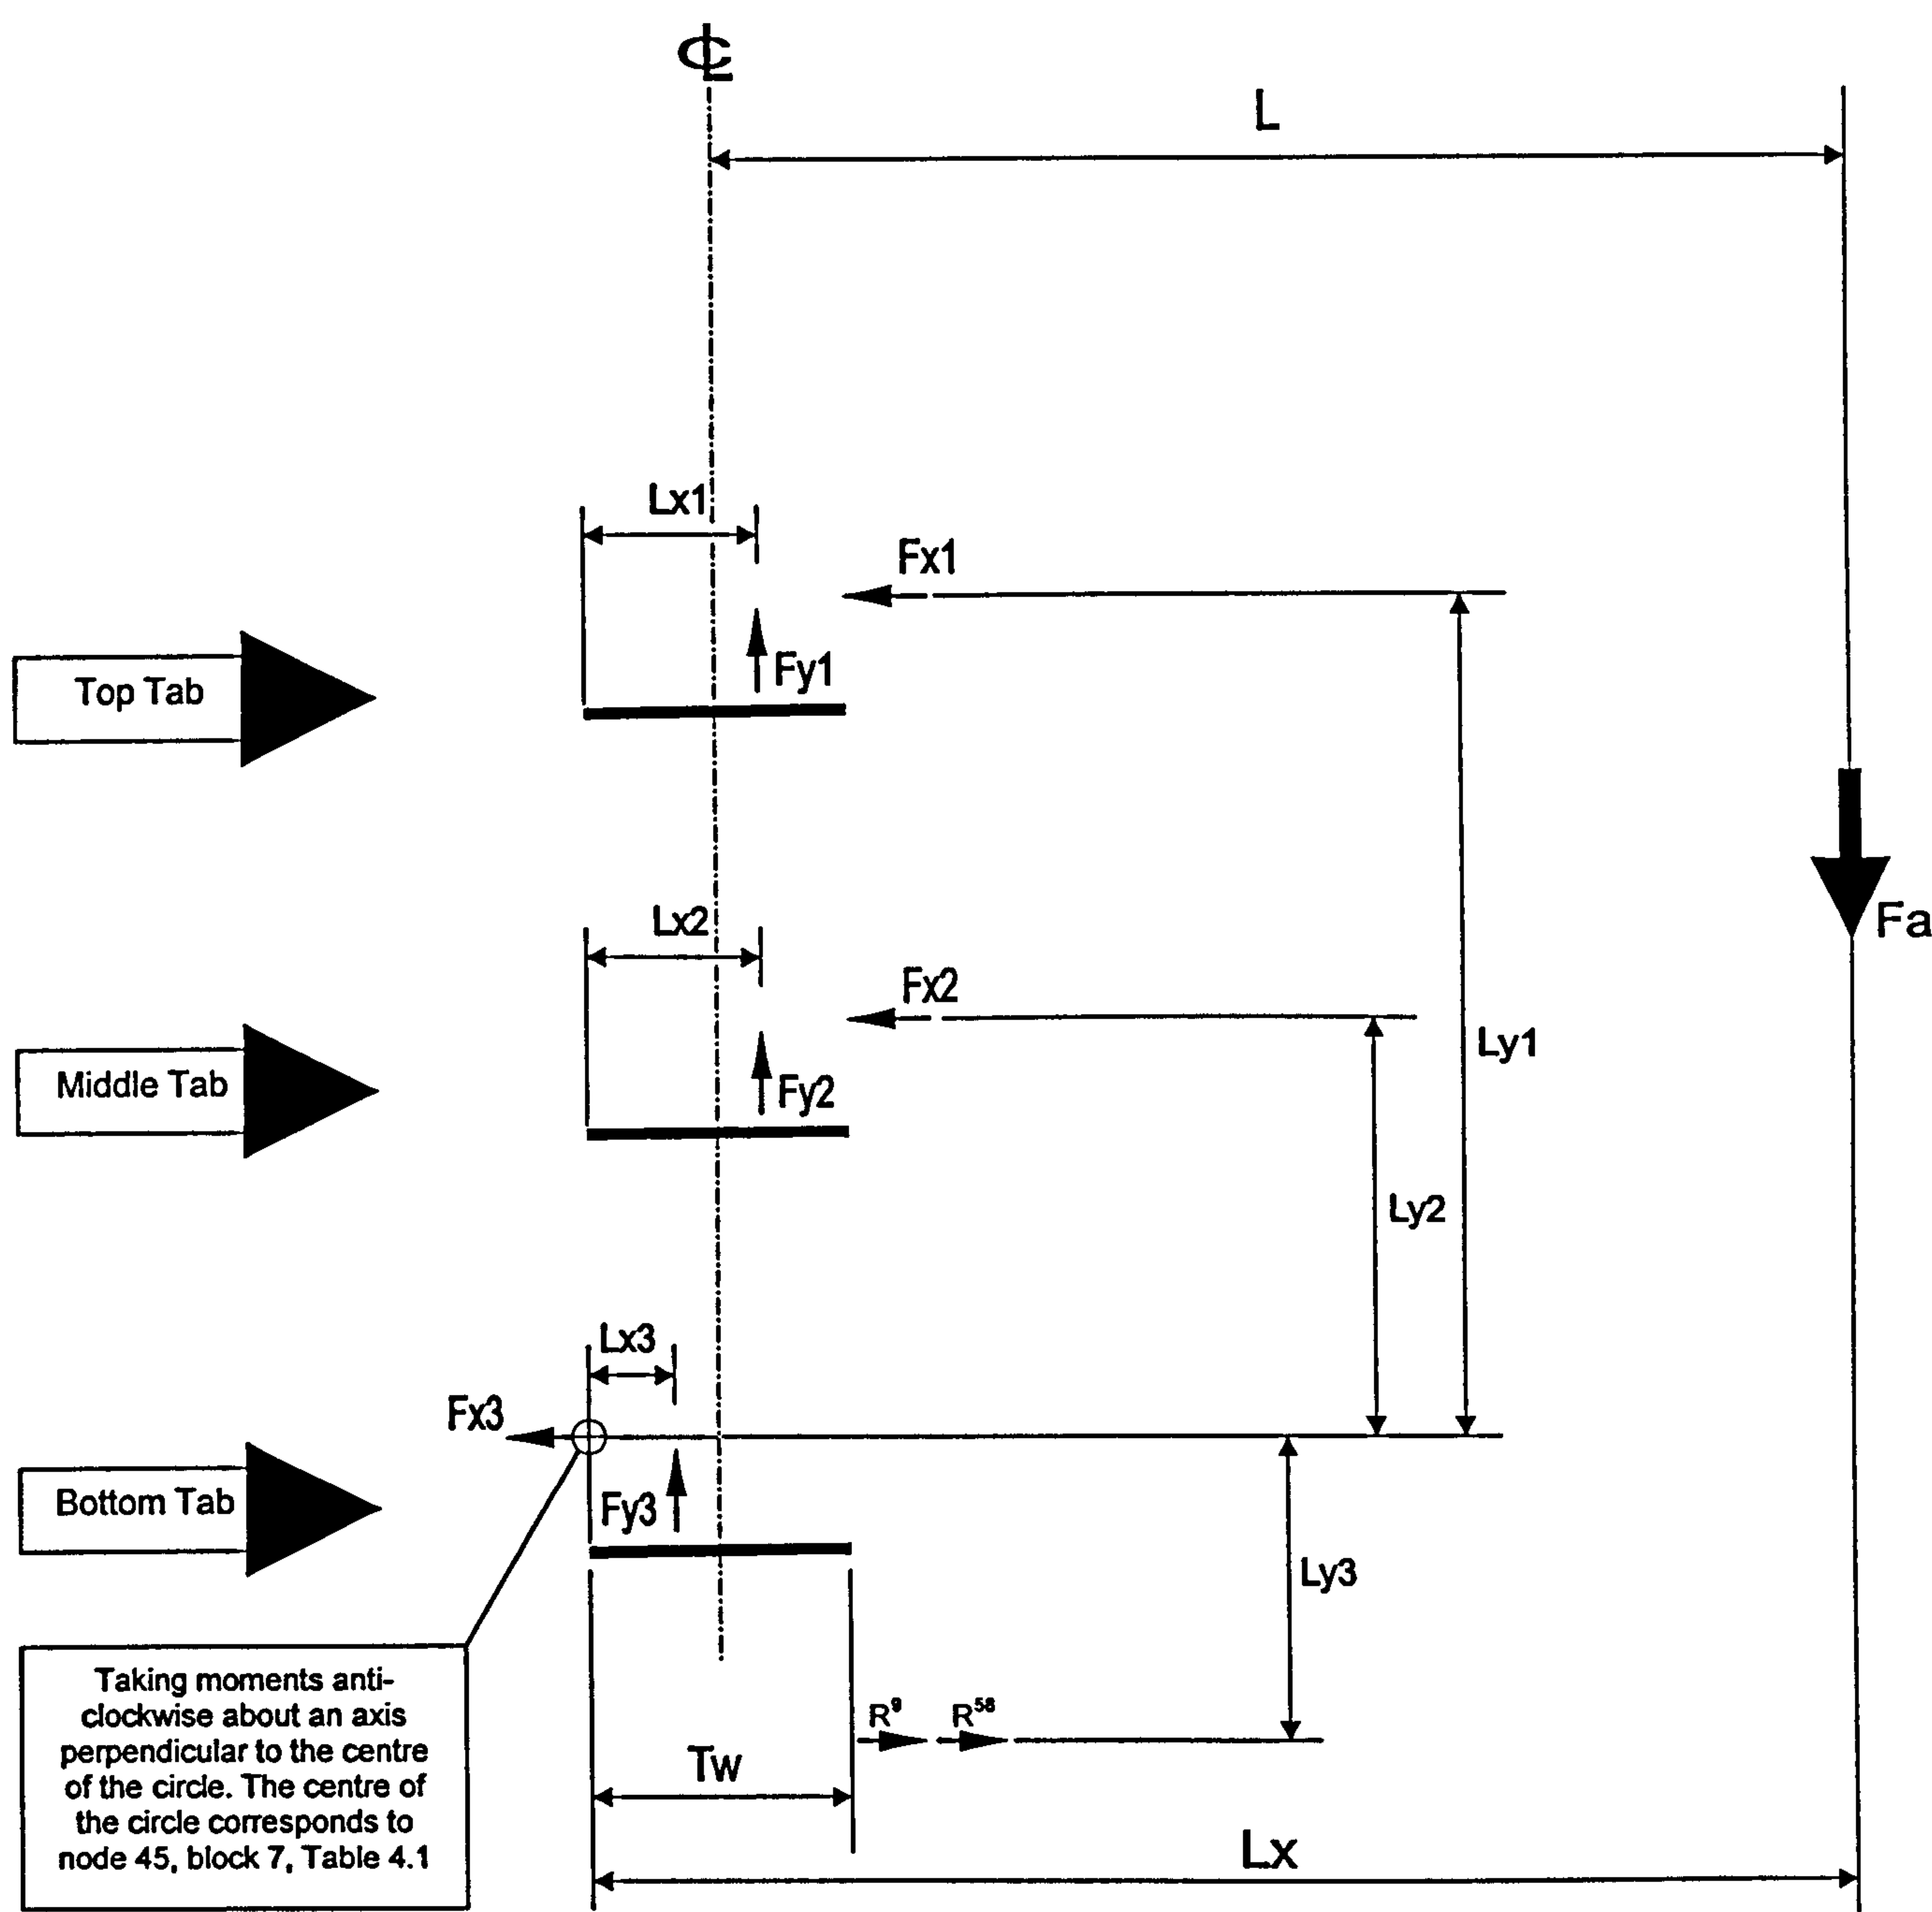 ℄
L
Lx1
Fx1
Fy1
Top Tab
Fa
Lx2
Fx2
Ly1
Middle Tab
Fy2
Ly2
Lx3
Fx3
Bottom Tab
Fy3
Ly3
Taking moments anti-
clockwise about an axis
perpendicular to the centre
of the circle. The centre of
the circle corresponds to
node 45, block 7, Table 4.1
R⁹ R⁵⁸
Tw
Lx